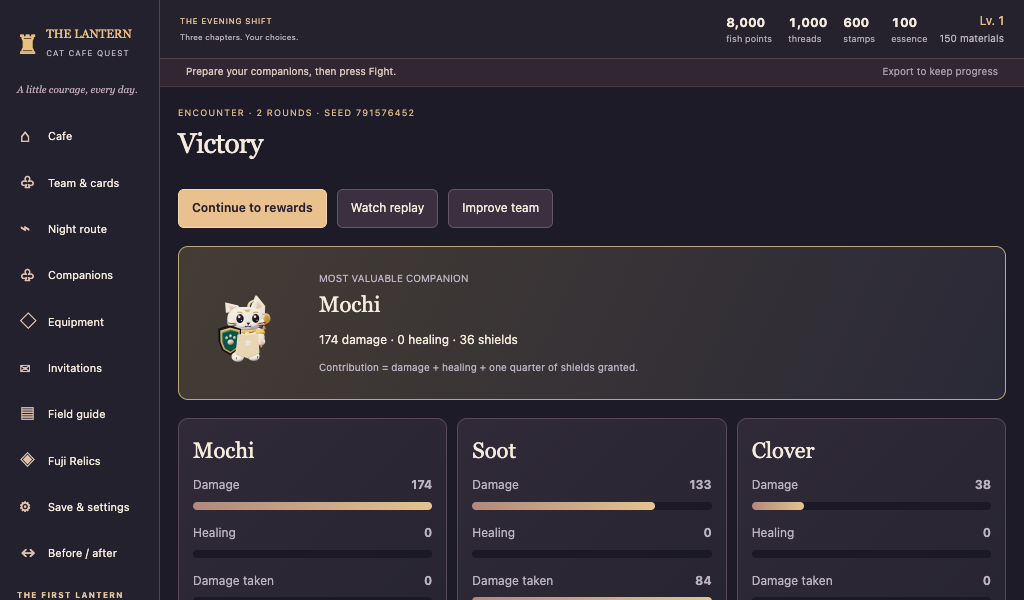 THE LANTERN
CAT CAFE QUEST
A little courage, every day.
Cafe
Team & cards
Night route
Companions
Equipment
Invitations
Field guide
Fuji Relics
Save & settings
Before / after
THE FIRST LANTERN
THE EVENING SHIFT
Three chapters. Your choices.
8,000
fish points
1,000
threads
600
stamps
100
essence
Lv. 1
150 materials
Prepare your companions, then press Fight.
Export to keep progress
ENCOUNTER · 2 ROUNDS · SEED 791576452
Victory
Continue to rewards
Watch replay
Improve team
MOST VALUABLE COMPANION
Mochi
174 damage · 0 healing · 36 shields
Contribution = damage + healing + one quarter of shields granted.
Mochi
Damage 174
Healing 0
Damage taken 0
Soot
Damage 133
Healing 0
Damage taken 84
Clover
Damage 38
Healing 0
Damage taken 0